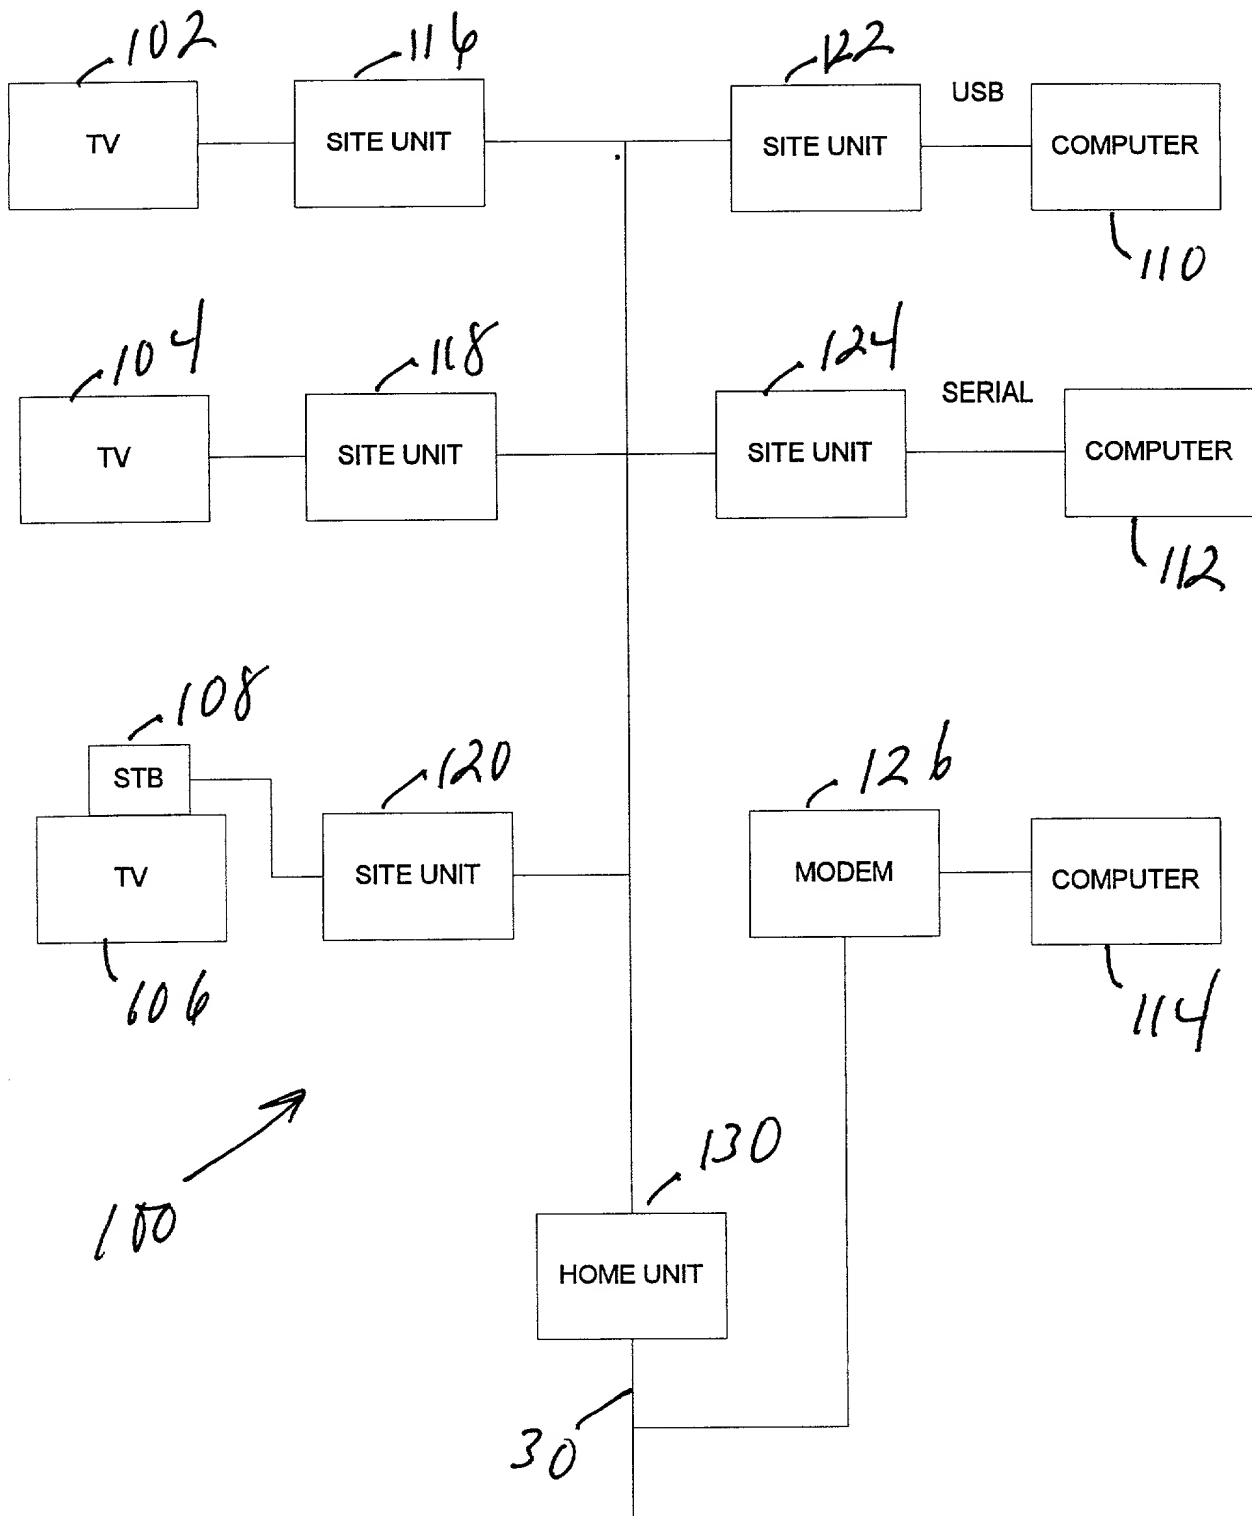 102
116
122
TV
SITE UNIT
SITE UNIT
USB
COMPUTER
110
104
118
124
TV
SITE UNIT
SITE UNIT
SERIAL
COMPUTER
112
108
STB
120
126
TV
SITE UNIT
MODEM
COMPUTER
106
114
100
130
HOME UNIT
30